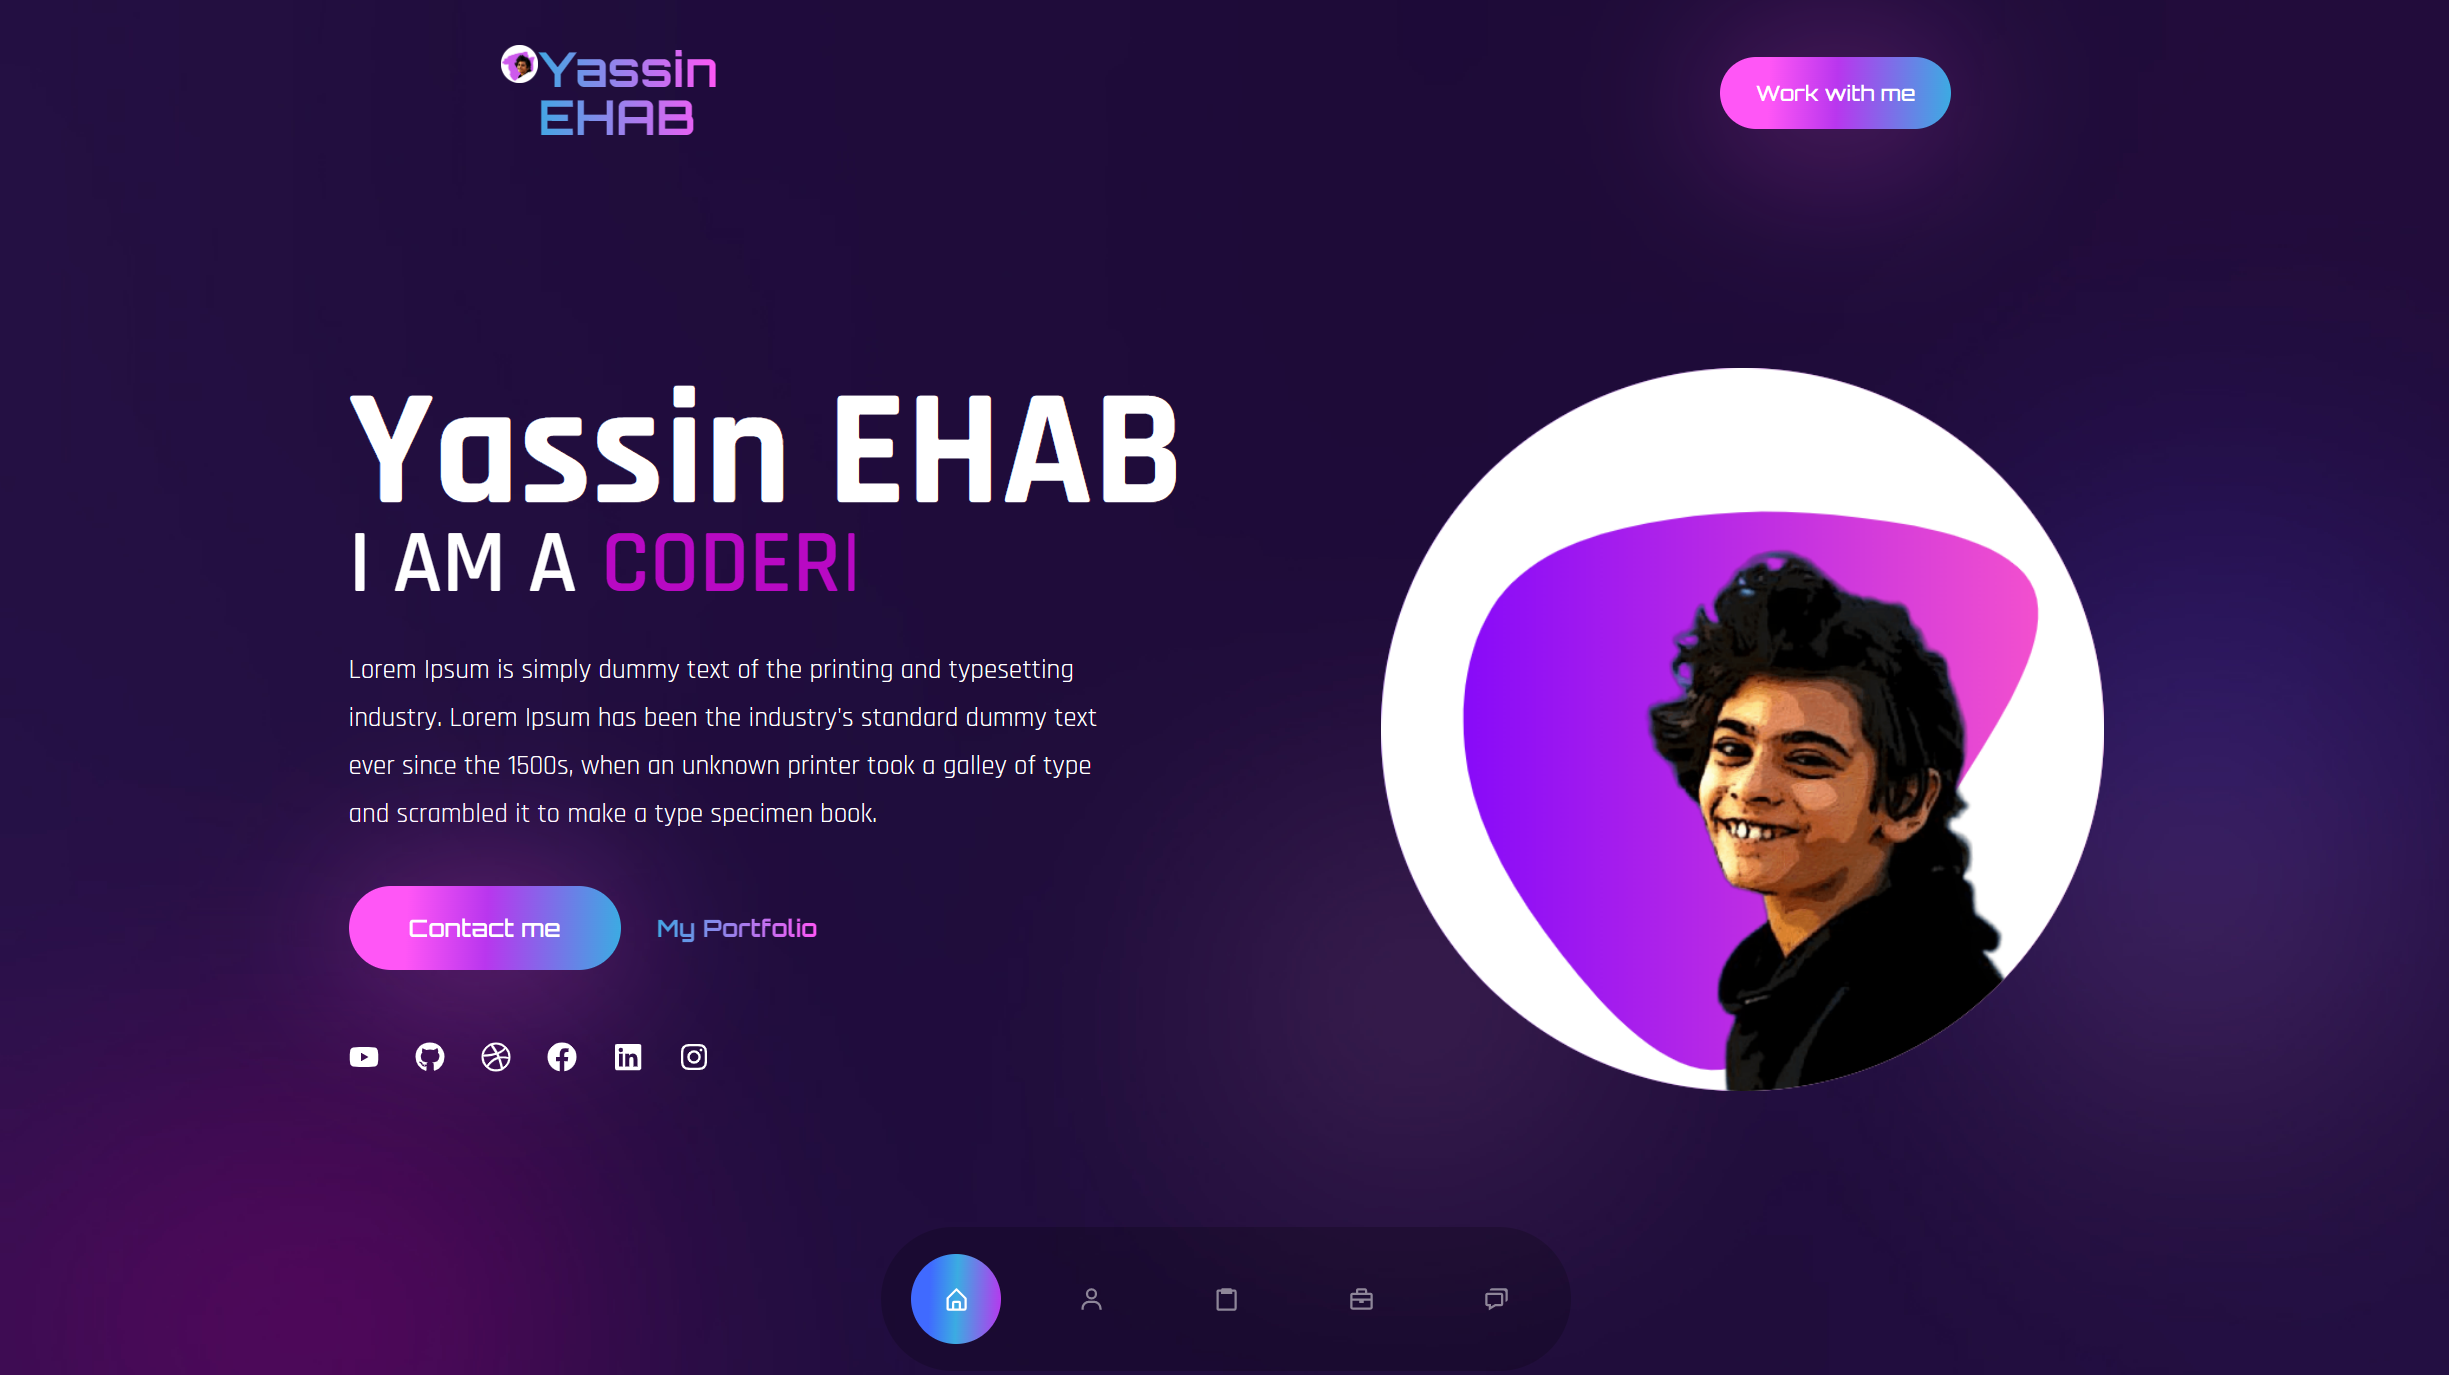 Yassin
EHAB
Work with me
Yassin EHAB
I AM A CODER
Lorem Ipsum is simply dummy text of the printing and typesetting
industry. Lorem Ipsum has been the industry's standard dummy text
ever since the 1500s, when an unknown printer took a galley of type
and scrambled it to make a type specimen book.
Contact me
My Portfolio